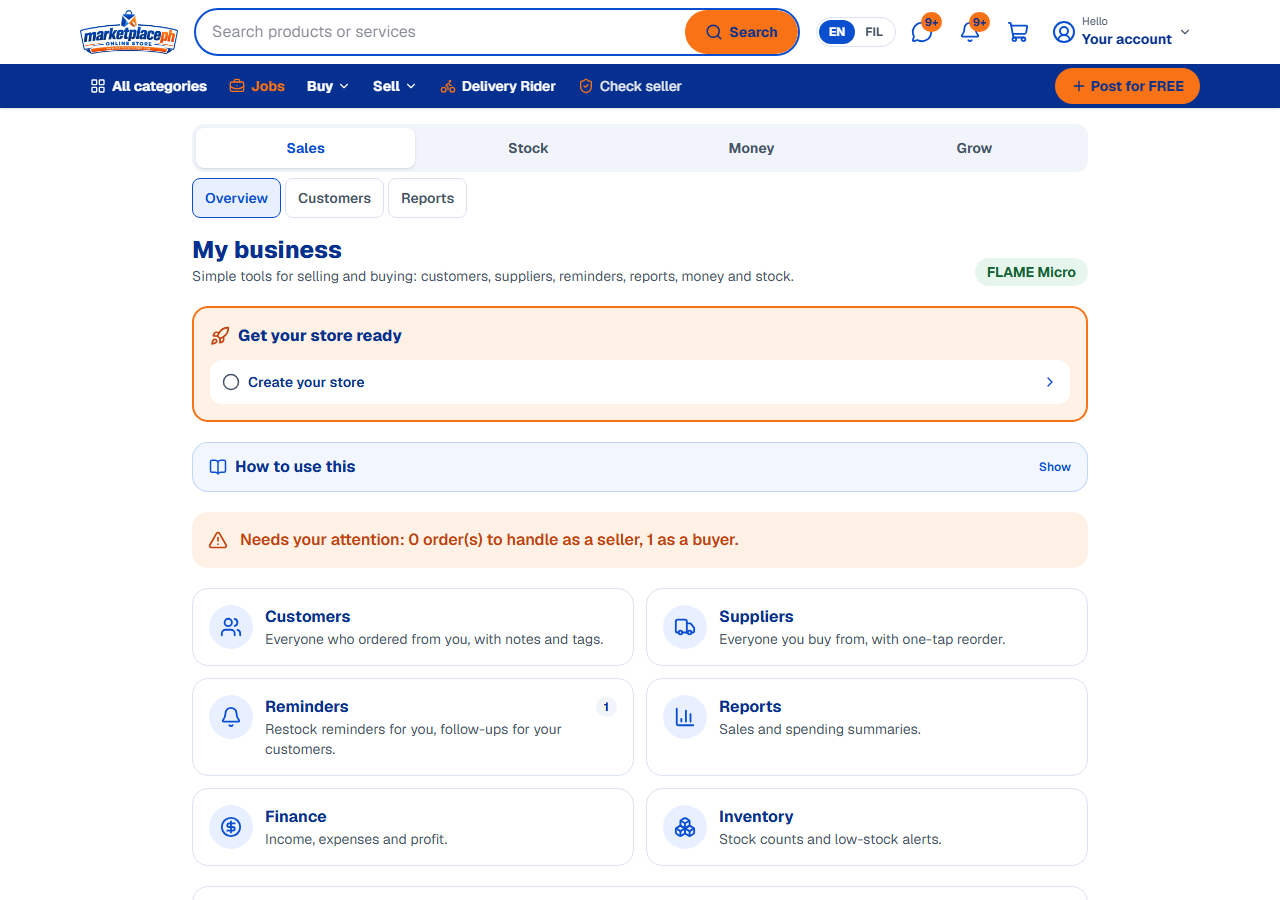 marketplaceph
ONLINE STORE
Search products or services
Search
EN
FIL
9+
9+
Hello
Your account
All categories
Jobs
Buy
Sell
Delivery Rider
Check seller
+ Post for FREE
Sales
Stock
Money
Grow
Overview
Customers
Reports
My business
Simple tools for selling and buying: customers, suppliers, reminders, reports, money and stock.
FLAME Micro
Get your store ready
Create your store
How to use this
Show
Needs your attention: 0 order(s) to handle as a seller, 1 as a buyer.
Customers
Everyone who ordered from you, with notes and tags.
Suppliers
Everyone you buy from, with one-tap reorder.
Reminders
1
Restock reminders for you, follow-ups for your
customers.
Reports
Sales and spending summaries.
Finance
Income, expenses and profit.
Inventory
Stock counts and low-stock alerts.